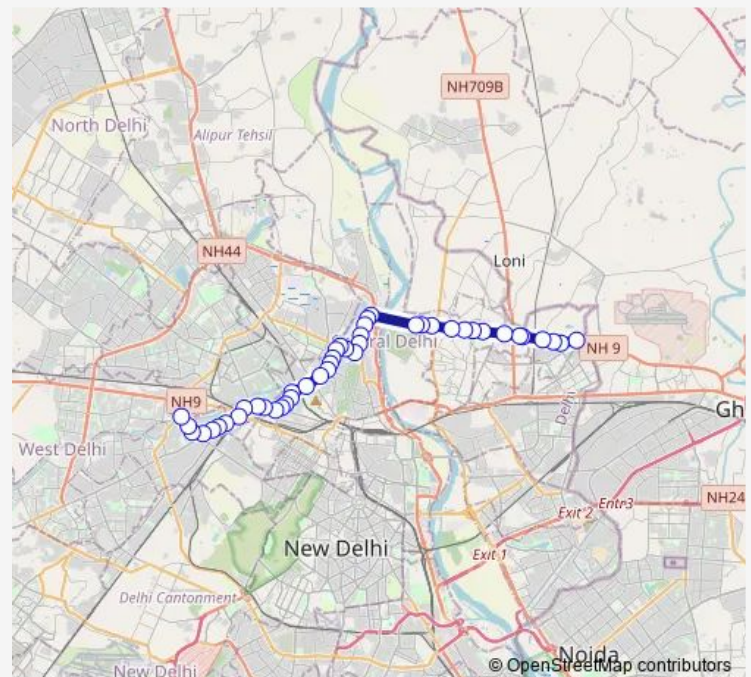 NH709B
North Delhi
Alipur Tehsil
NH44
Loni
Delhi
NH 9
NH9
Delhi
Gh
West Delhi
NH24
Entr3
Exit 2
New Delhi
Exit 1
Delhi Cantonment
New Delhi
Noida
© OpenStreetMap contributors